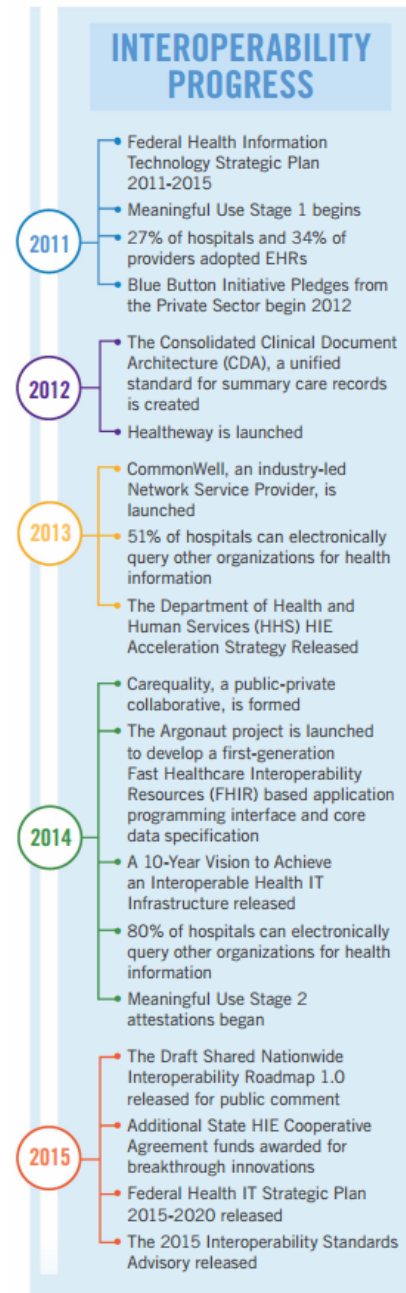 INTEROPERABILITY
PROGRESS
2011
Federal Health Information
Technology Strategic Plan
2011-2015
Meaningful Use Stage 1 begins
27% of hospitals and 34% of
providers adopted EHRs
Blue Button Initiative Pledges from
the Private Sector begin 2012
2012
The Consolidated Clinical Document
Architecture (CDA), a unified
standard for summary care records
is created
Healtheway is launched
2013
CommonWell, an industry-led
Network Service Provider, is
launched
51% of hospitals can electronically
query other organizations for health
information
The Department of Health and
Human Services (HHS) HIE
Acceleration Strategy Released
2014
Carequality, a public-private
collaborative, is formed
The Argonaut project is launched
to develop a first-generation
Fast Healthcare Interoperability
Resources (FHIR) based application
programming interface and core
data specification
A 10-Year Vision to Achieve
an Interoperable Health IT
Infrastructure released
80% of hospitals can electronically
query other organizations for health
information
Meaningful Use Stage 2
attestations began
2015
The Draft Shared Nationwide
Interoperability Roadmap 1.0
released for public comment
Additional State HIE Cooperative
Agreement funds awarded for
breakthrough innovations
Federal Health IT Strategic Plan
2015-2020 released
The 2015 Interoperability Standards
Advisory released